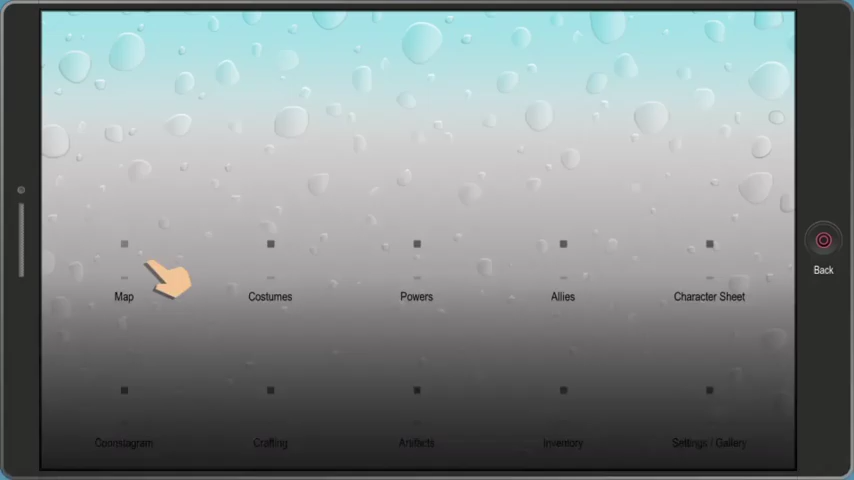 Map
Costumes
Powers
Allies
Character Sheet
Back
Coonstagram
Crafting
Artifacts
Inventory
Settings / Gallery